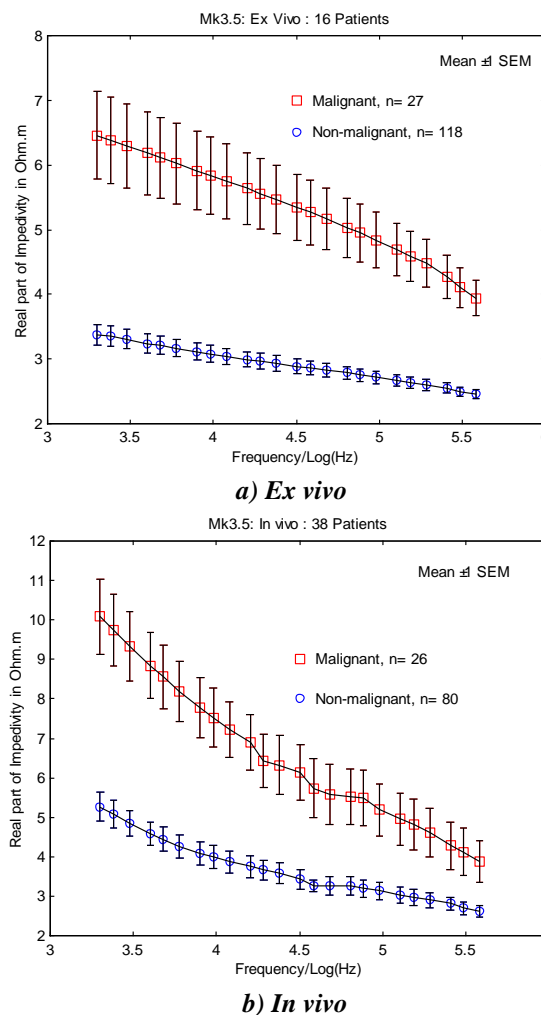 Mk3.5: Ex Vivo : 16 Patients
8
Mean ±1 SEM
7
Malignant, n= 27
Non-malignant, n = 118
6
5
4
3
2
Real part of Impedivity in Ohm.m
3 3.5 4 4.5 5 5.5 6
Frequency/Log(Hz)
a) Ex vivo
Mk3.5: In vivo : 38 Patients
12
11
Mean ±1 SEM
10
9
Malignant, n= 26
8
Non-malignant, n= 80
7
6
5
4
3
2
Real part of Impedivity in Ohm.m
3 3.5 4 4.5 5 5.5 6
Frequency/Log(Hz)
b) In vivo